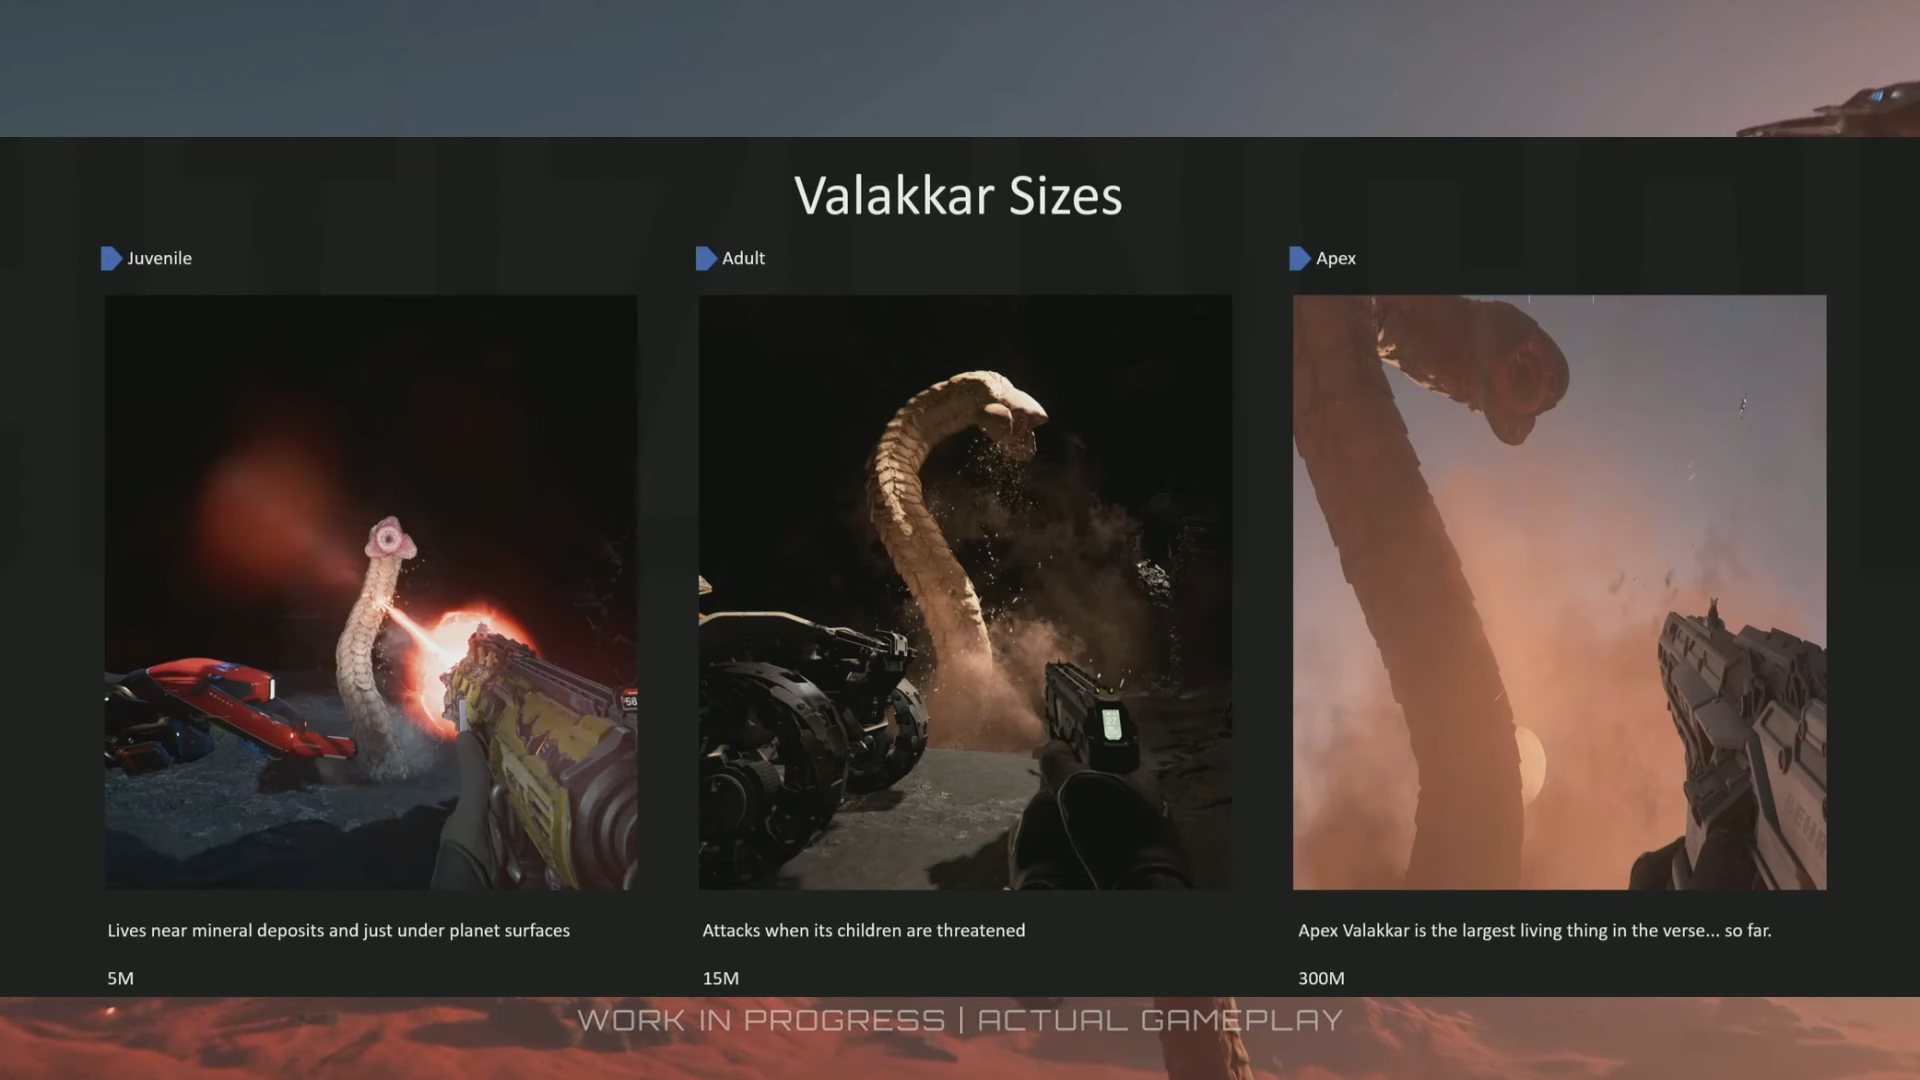 Valakkar Sizes
Juvenile
Adult
Apex
58
27
Lives near mineral deposits and just under planet surfaces
Attacks when its children are threatened
Apex Valakkar is the largest living thing in the verse... so far.
5M
15M
300M
WORK IN PROGRESS | ACTUAL GAMEPLAY